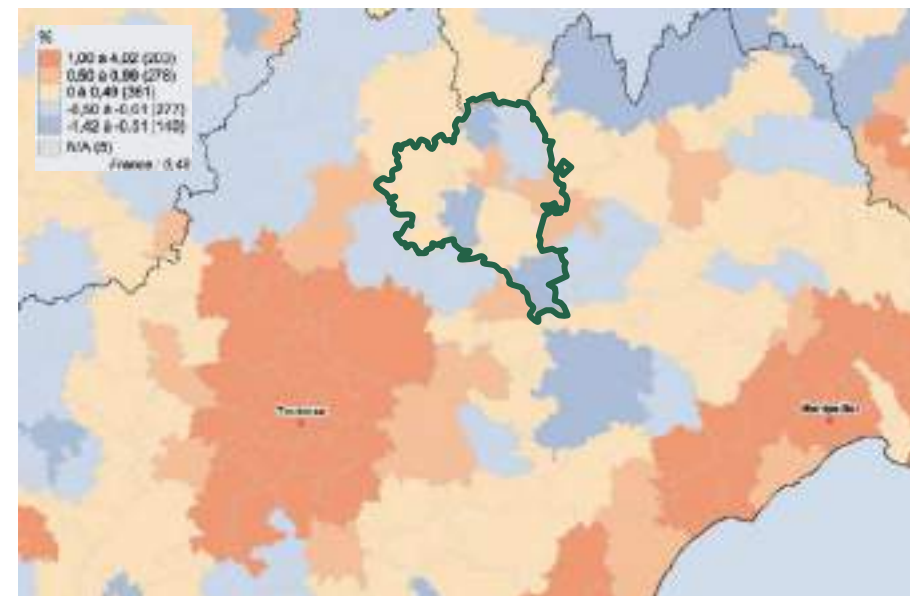 %
1,00 à 4,02 (203)
0,50 à 0,99 (278)
0 à 0,49 (361)
-0,50 à -0,01 (277)
-1,42 à -0,51 (140)
N/A (5)
France : 0,48
Toulouse
Montpellier